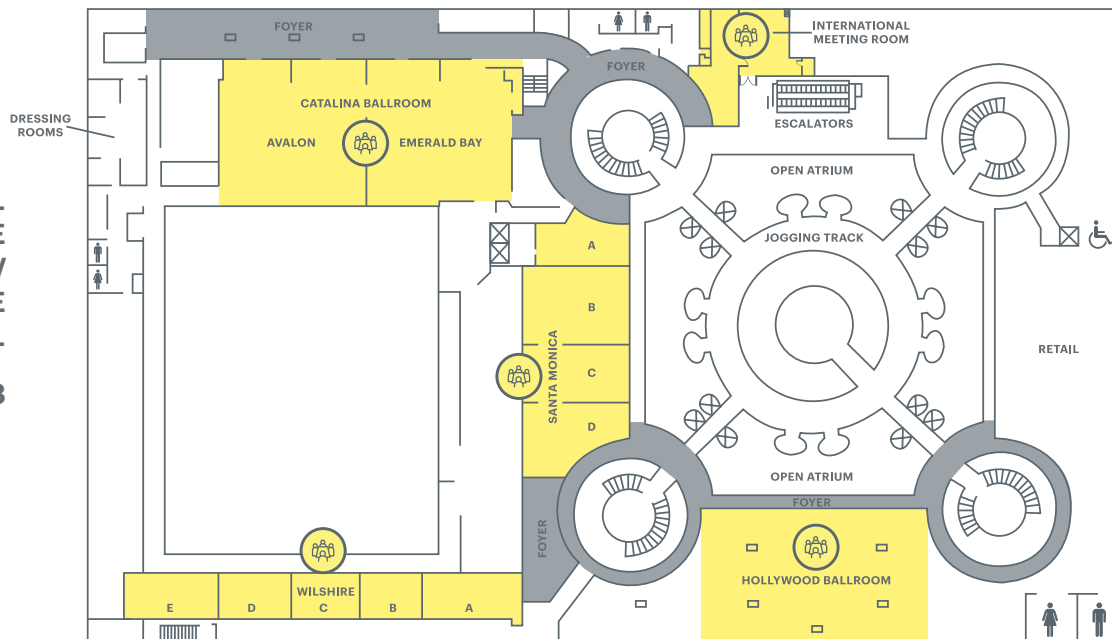 FOYER
INTERNATIONAL
MEETING ROOM
FOYER
CATALINA BALLROOM
DRESSING
ROOMS
AVALON
EMERALD BAY
ESCALATORS
OPEN ATRIUM
E
V
E
JOGGING TRACK
A
B
SANTA MONICA
C
D
RETAIL
3
OPEN ATRIUM
FOYER
FOYER
HOLLYWOOD BALLROOM
WILSHIRE
E
D
C
B
A